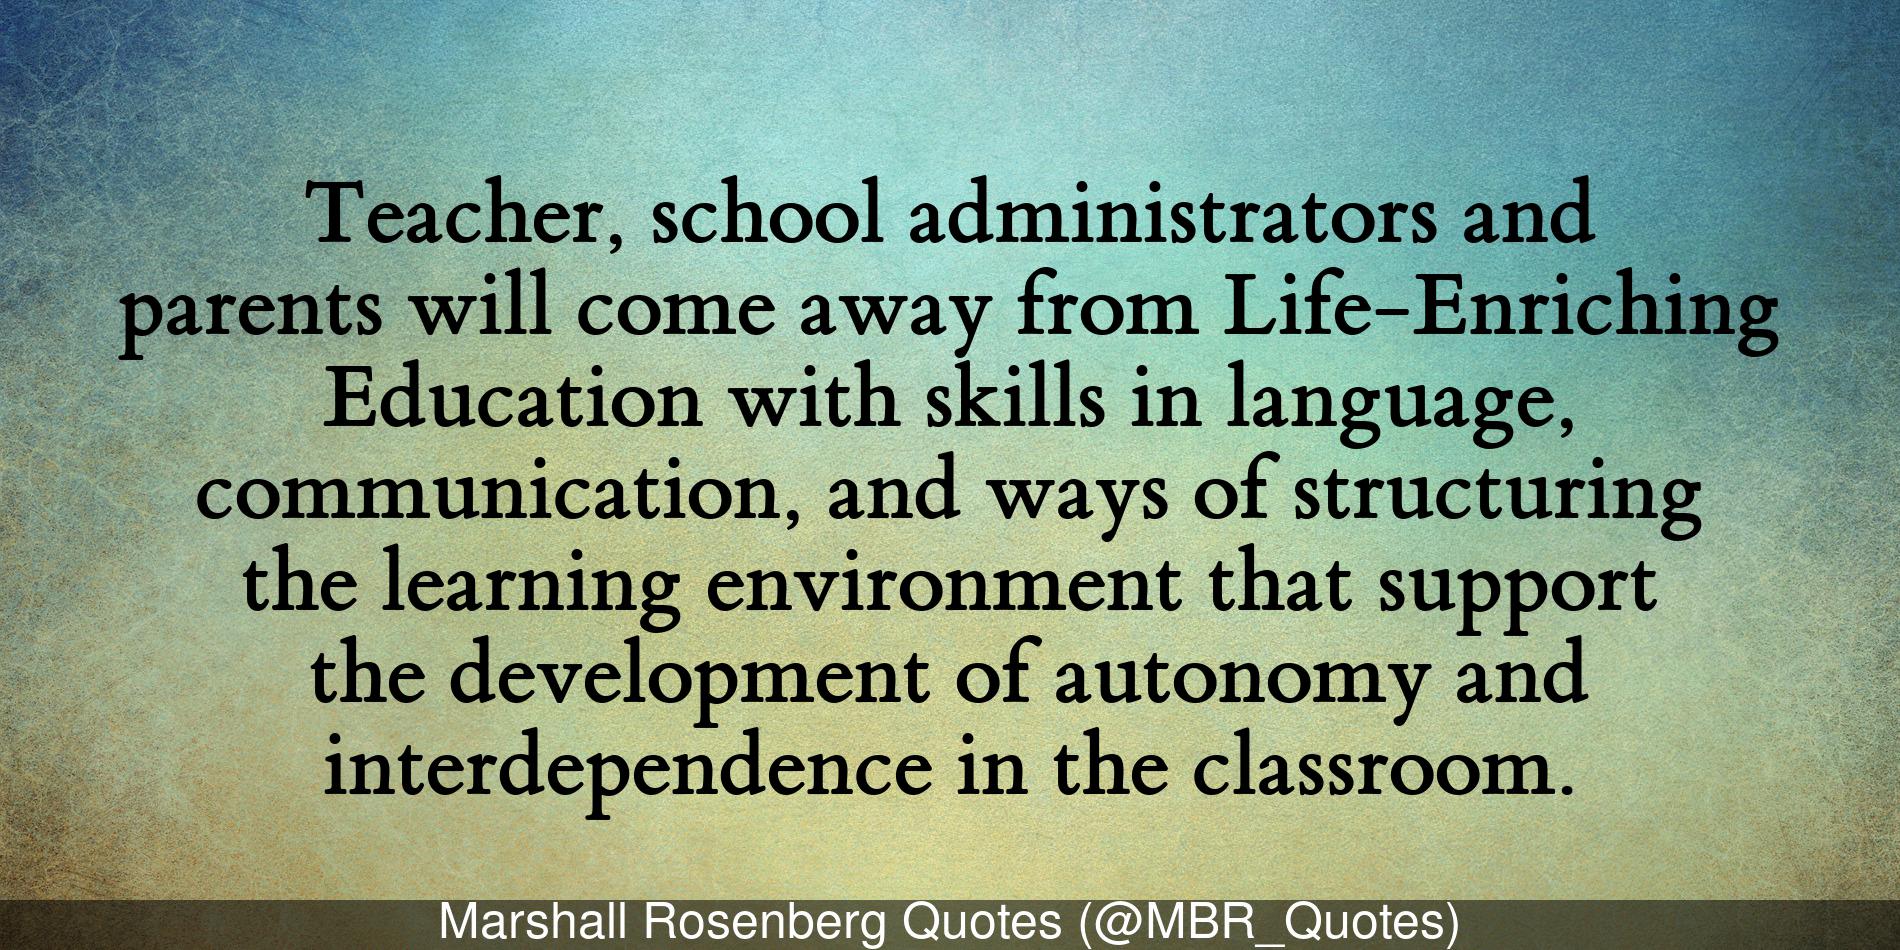 Teacher, school administrators and
parents will come away from Life-Enriching
Education with skills in language,
communication, and ways of structuring
the learning environment that support
the development of autonomy and
interdependence in the classroom.
Marshall Rosenberg Quotes (@MBR_Quotes)